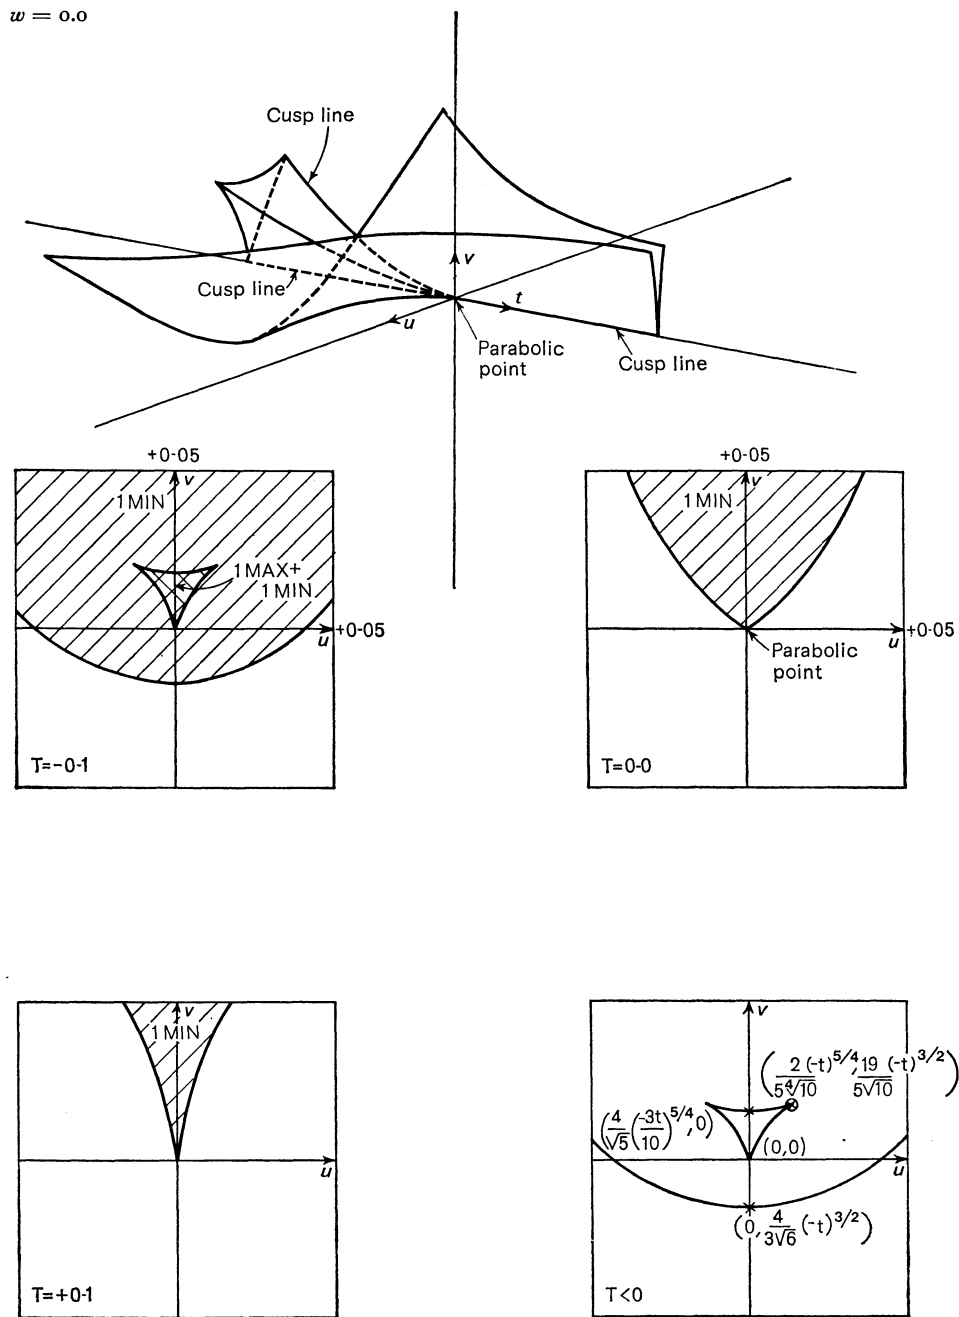 w = 0.0
Cusp line
Cusp line
v
t
u
Parabolic
point
Cusp line
+0·05
v
1 MIN
1 MAX+
1 MIN
u
+0·05
T=-0·1
+0·05
v
1 MIN
u
+0·05
Parabolic
point
T=0·0
v
1 MIN
u
T=+0·1
v
(2/(5⁴√10) (-t)^5/4, 19/(5√10) (-t)^3/2)
(4/√5 (-3t/10)^5/4, 0)
(0,0)
u
(0, 4/(3√6) (-t)^3/2)
T<0